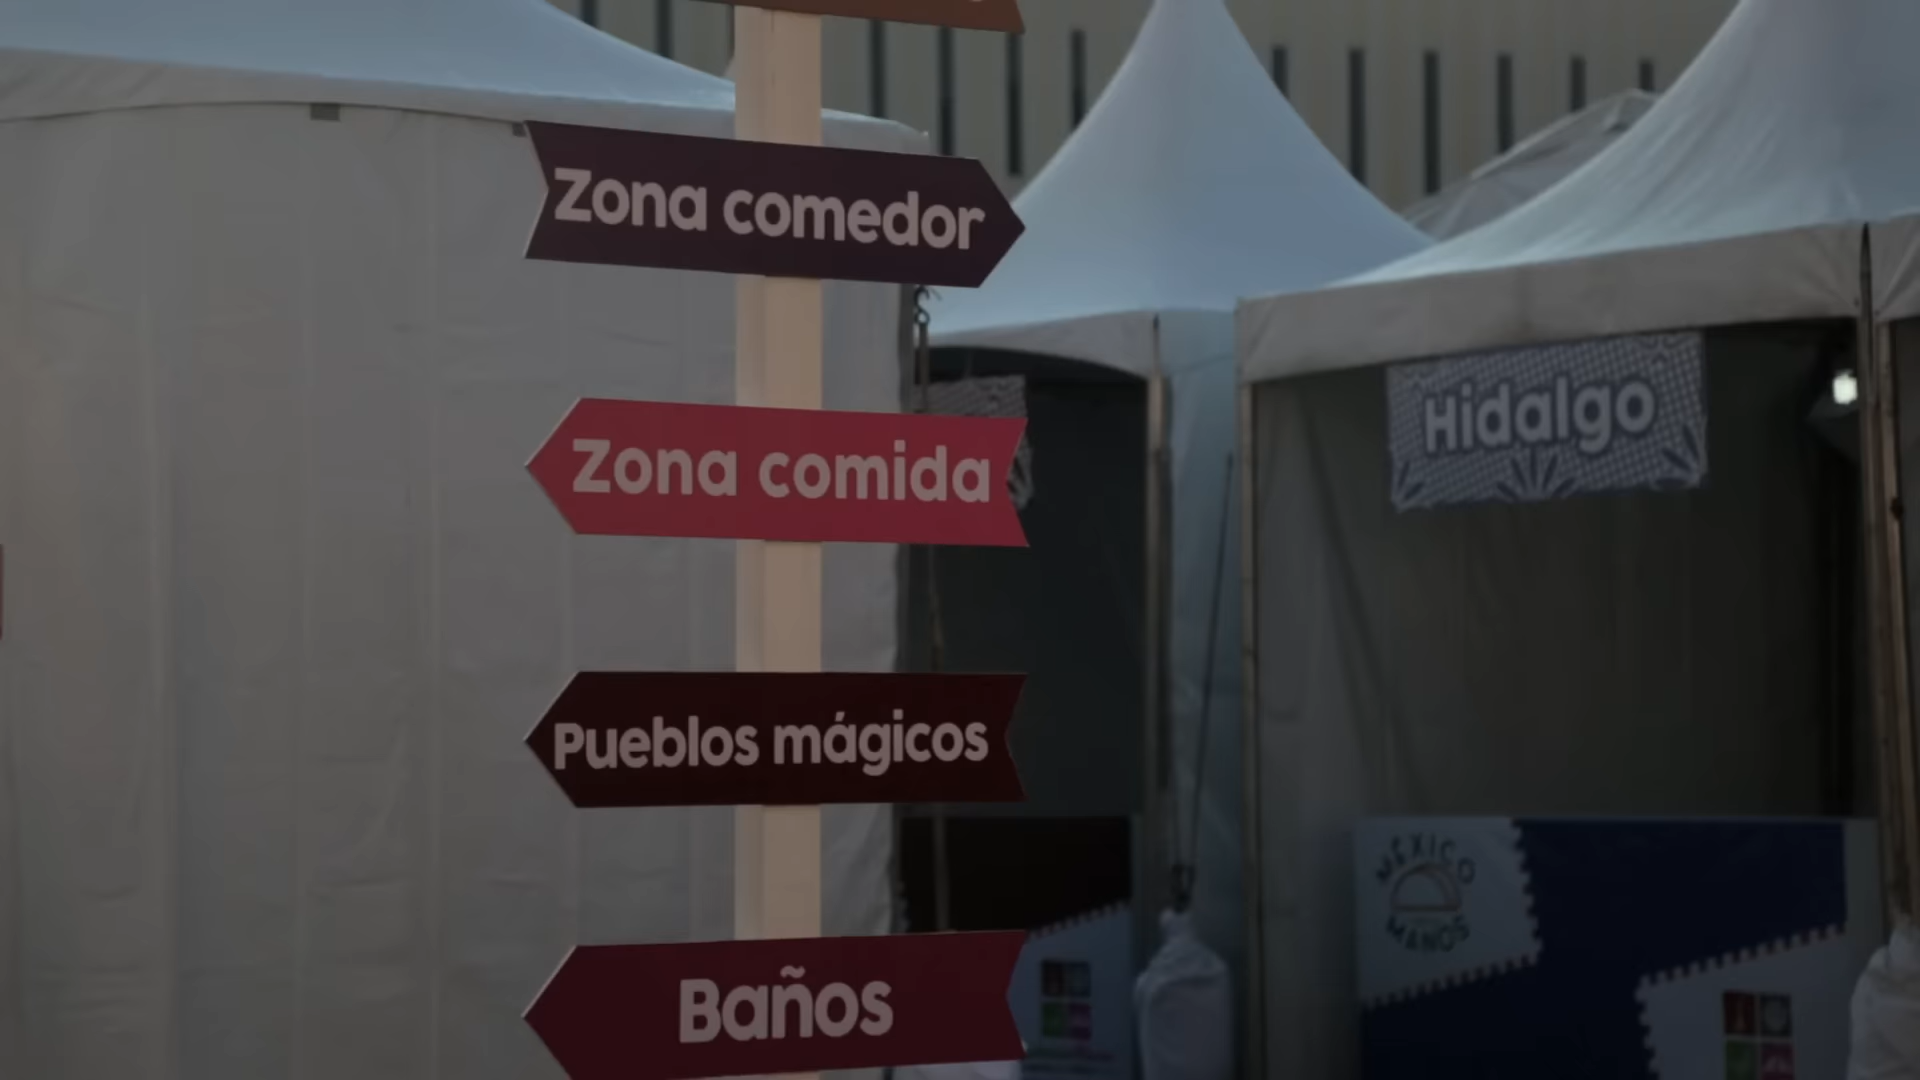 Zona comedor
Zona comida
Hidalgo
Pueblos mágicos
MÉXICO
MANOS
Baños